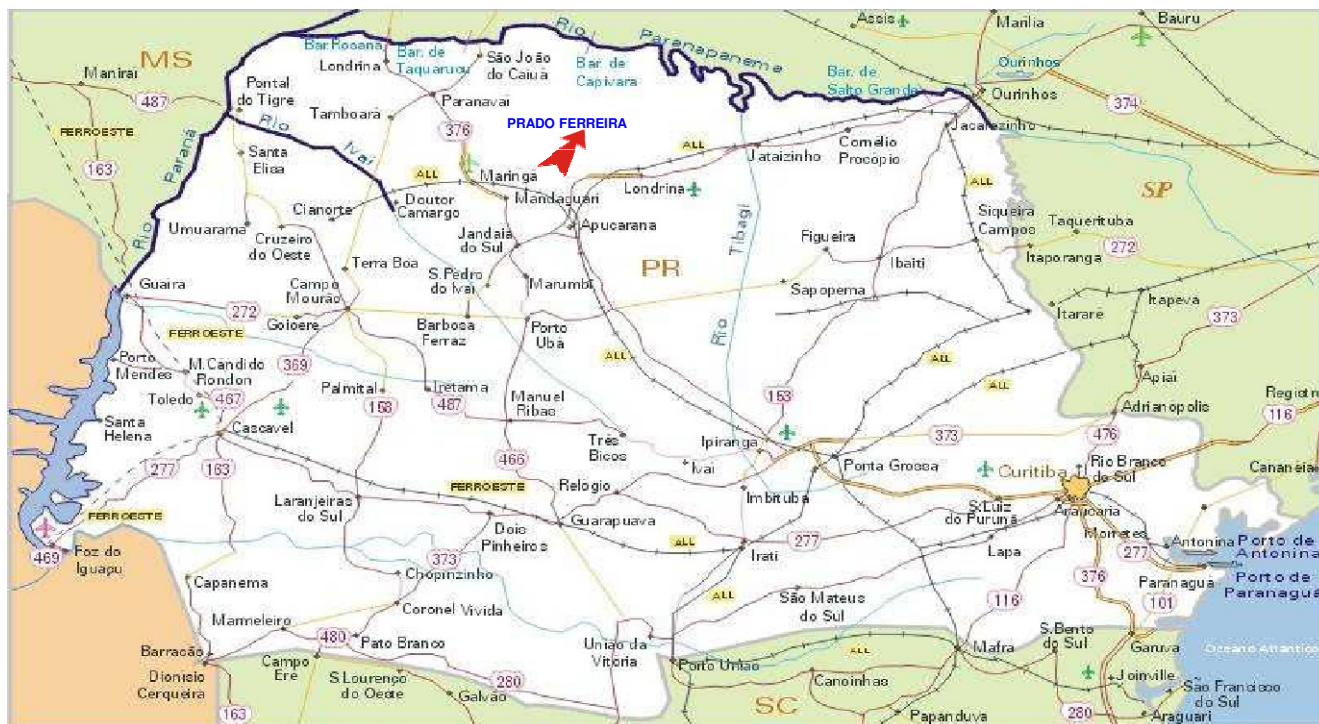 MS
Manirai
487
Pontal
do Tigre
FERROESTE
163
Rio
Paraná
Bar.Rosana
Londrina
Bar. de
Taquaruçu
São João
do Caiuá
Rio
Paranapanema
Bar. de
Capivara
Bar. de
Salto Grande
Assis
Marilia
Bauru
Ourinhos
Ourinhos
374
Paranavai
Tamboará
376
PRADO FERREIRA
Rio
Ivaí
Santa
Elisa
ALL
Maringá
Mandaguari
Doutor
Camargo
Cianorte
Umuarama
Cruzeiro
do Oeste
Jandaia
do Sul
Apucarana
Londrina
ALL
Jataizinho
Cornélio
Procópio
Jacarezinho
ALL
Siqueira
Campos
SP
Taquerituba
272
Itaporanga
Rio
Tibagi
Figueira
Ibaiti
Sapopema
PR
Terra Boa
S.Pedro
do Ivaí
Marumbi
Guaira
Campo
Mourão
272
Goioere
FERROESTE
Barbosa
Ferraz
Porto
Ubá
ALL
ALL
ALL
Itararé
Itapeva
373
Apiaí
Adrianópolis
Registro
116
Porto
Mendes
M.Candido
Rondon
369
Toledo
467
Palmital
158
Iretama
487
Manuel
Ribas
153
Santa
Helena
Cascavel
277
163
466
Três
Bicos
Ipiranga
Ivaí
373
476
Ponta Grossa
Curitiba
Rio Branco
do Sul
Cananéia
FERROESTE
FERROESTE
Relogio
Imbituba
Laranjeiras
do Sul
Guarapuava
S.Luiz
do Purunã
Araucaria
469
Foz do
Iguaçu
Dois
Pinheiros
373
ALL
Irati
277
Lapa
Morretes
277
Antonina
Porto de
Antonina
Paranaguá
Porto de
Paranaguá
Capanema
Chopinzinho
Coronel Vivida
ALL
São Mateus
do Sul
116
376
101
Marmeleiro
480
Pato Branco
União da
Vitória
Barracão
Dionísio
Cerqueira
Campo
Erê
S.Lourenço
do Oeste
280
Galvão
163
Porto União
ALL
Mafra
S.Bento
do Sul
Garuva
Oceano Atlantico
Canoinhas
SC
Papanduva
Joinville
São Francisco
do Sul
280
Araguari